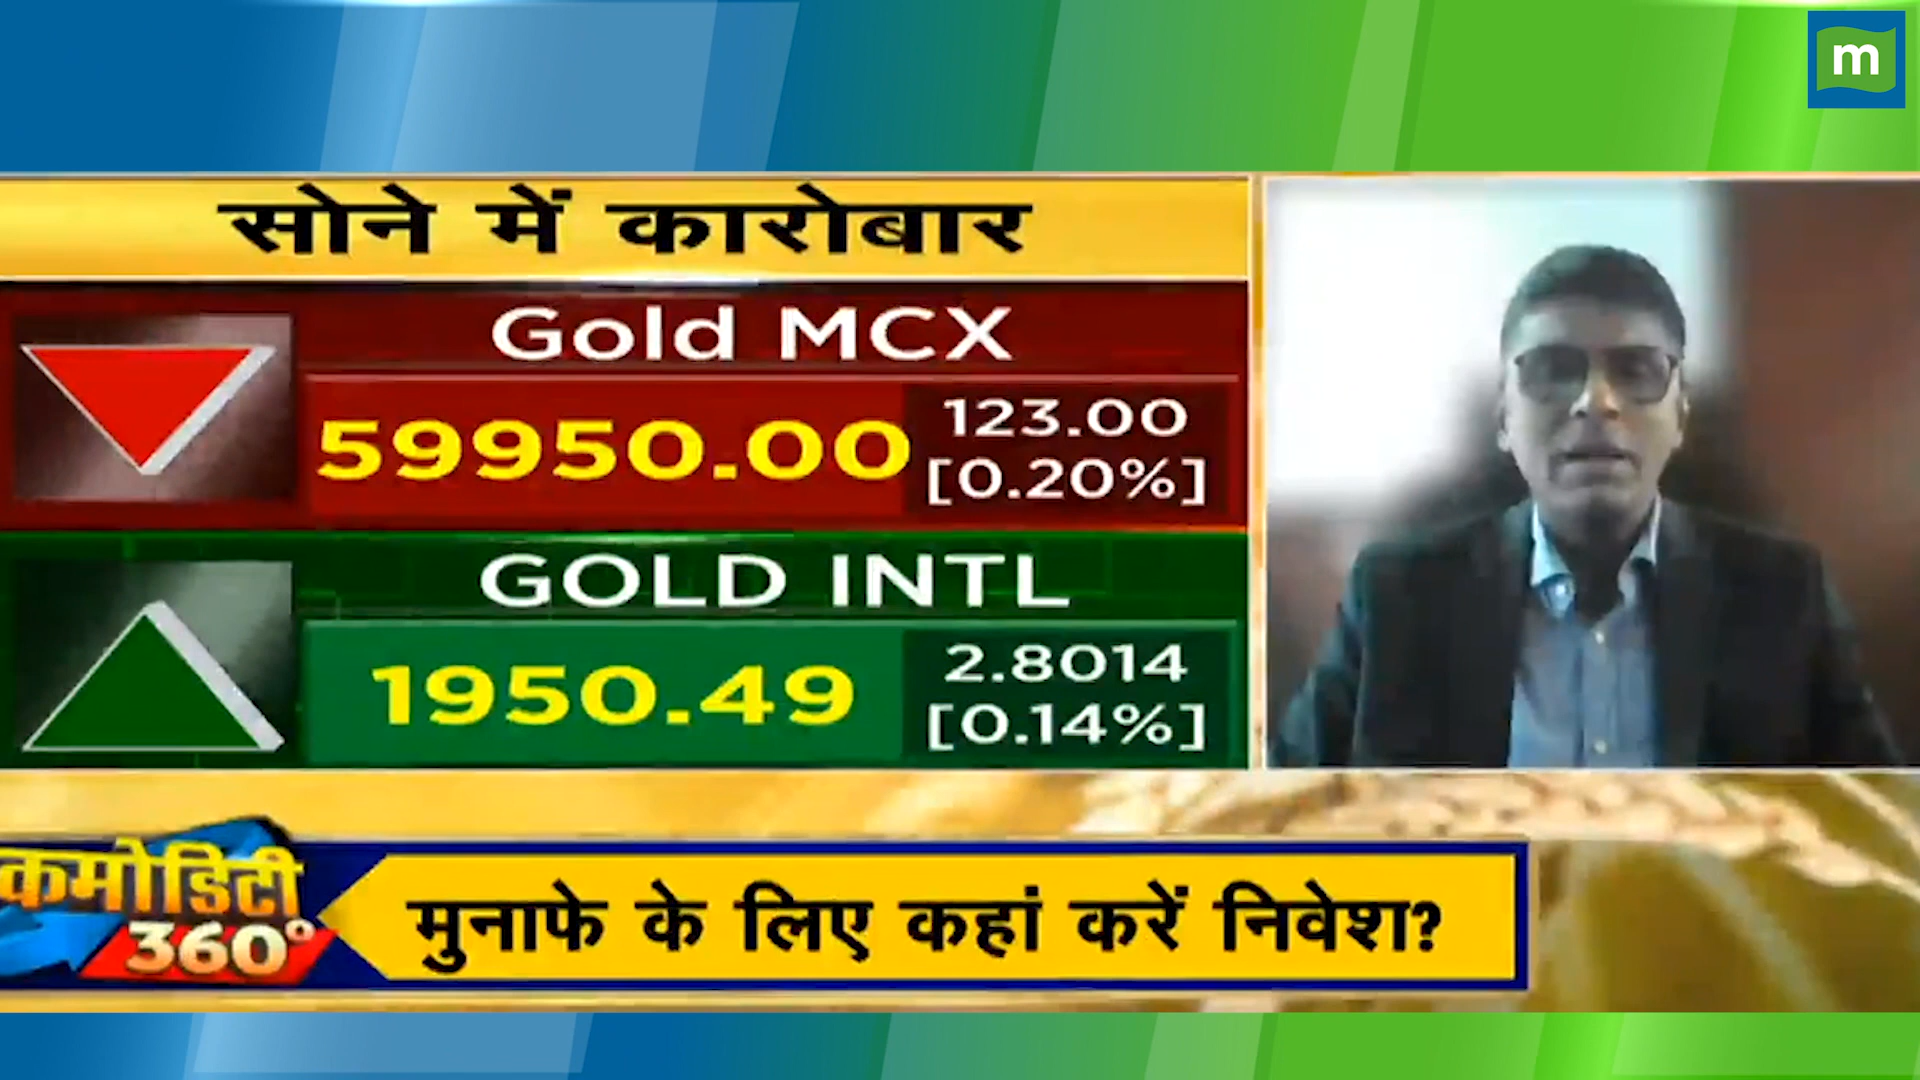 m
सोने में कारोबार
Gold MCX
59950.00
123.00
[0.20%]
GOLD INTL
1950.49
2.8014
[0.14%]
कमोडिटी
360°
मुनाफे के लिए कहां करें निवेश?